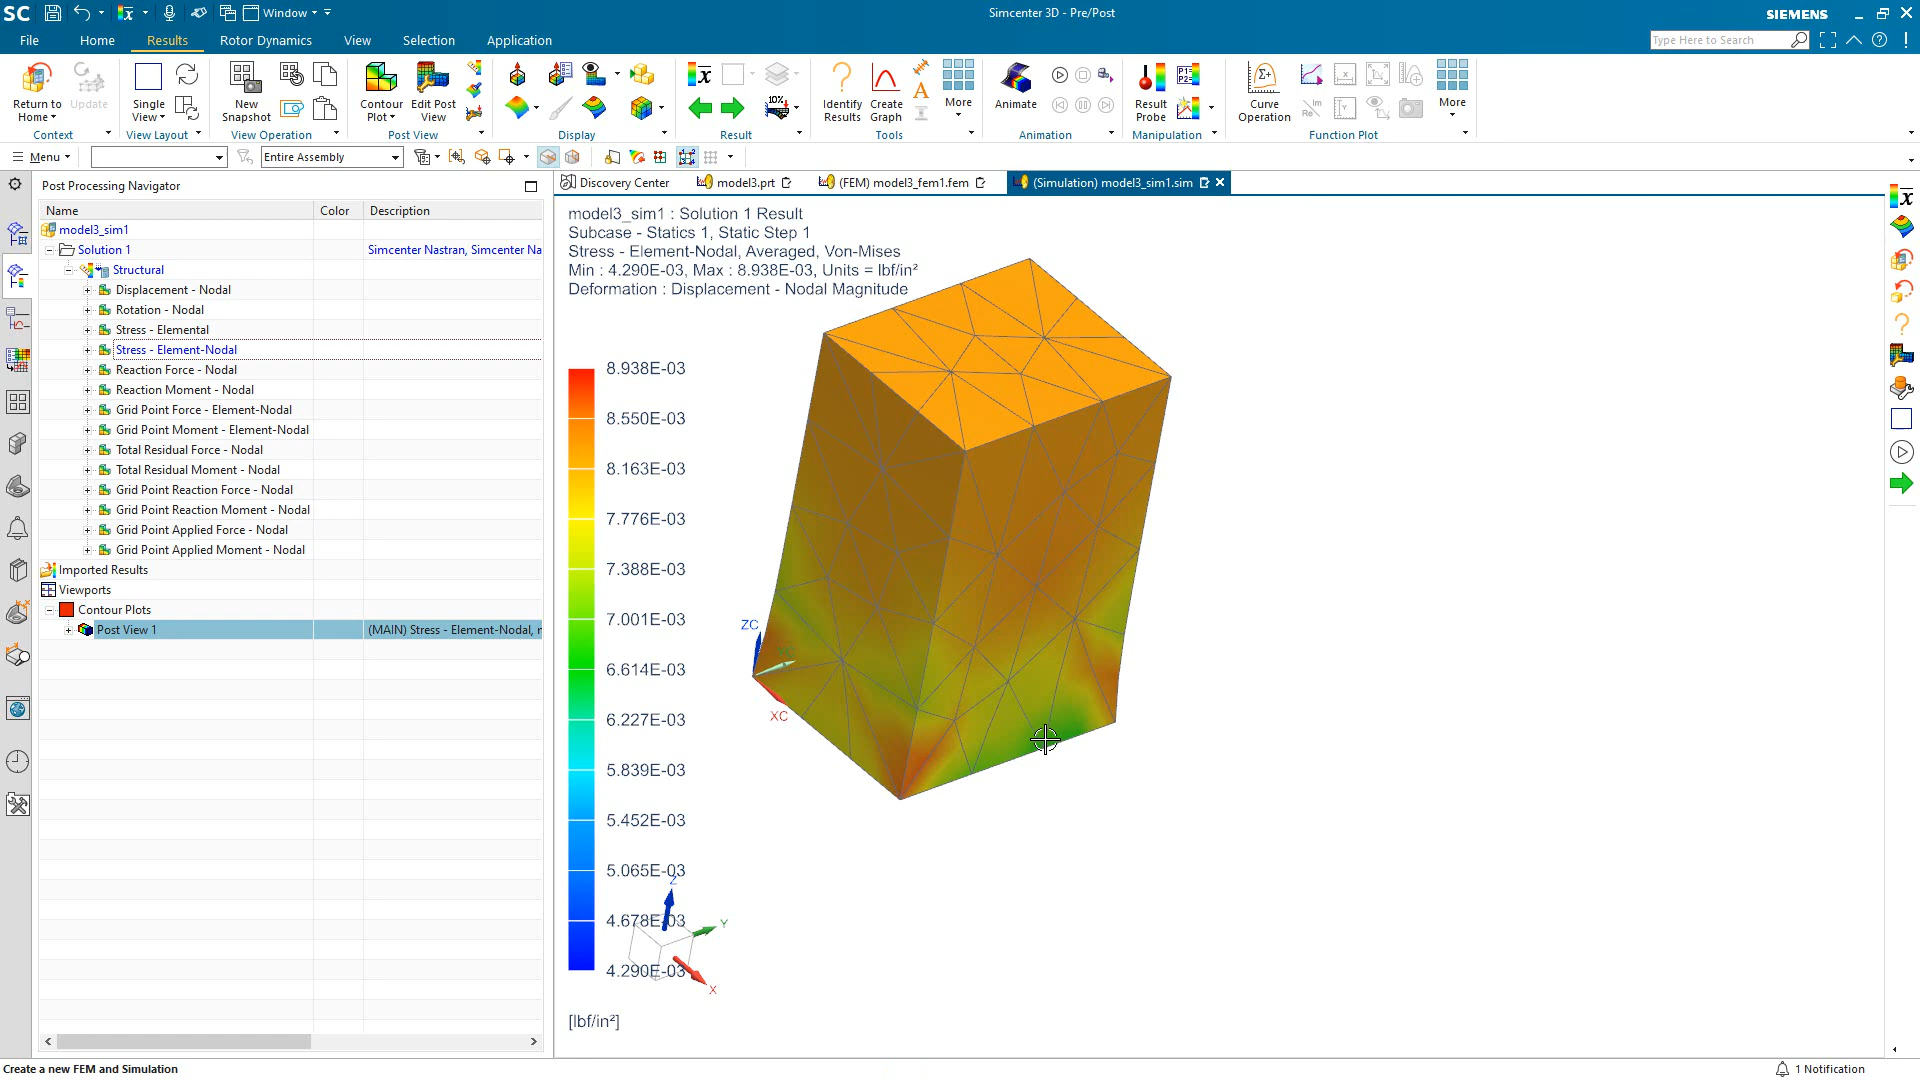 SC
Window
Simcenter 3D - Pre/Post
SIEMENS
File
Home
Results
Rotor Dynamics
View
Selection
Application
Type Here to Search
Return to Home
Update
Context
Single View
View Layout
New Snapshot
View Operation
Contour Plot
Edit Post View
Post View
Display
10%
Result
Identify Results
Create Graph
More
Tools
Animate
Animation
Result Probe
Manipulation
Curve Operation
More
Function Plot
Menu
Entire Assembly
Post Processing Navigator
Discovery Center
model3.prt
(FEM) model3_fem1.fem
(Simulation) model3_sim1.sim
Name
Color
Description
model3_sim1
Solution 1
Simcenter Nastran, Simcenter Na
Structural
Displacement - Nodal
Rotation - Nodal
Stress - Elemental
Stress - Element-Nodal
Reaction Force - Nodal
Reaction Moment - Nodal
Grid Point Force - Element-Nodal
Grid Point Moment - Element-Nodal
Total Residual Force - Nodal
Total Residual Moment - Nodal
Grid Point Reaction Force - Nodal
Grid Point Reaction Moment - Nodal
Grid Point Applied Force - Nodal
Grid Point Applied Moment - Nodal
Imported Results
Viewports
Contour Plots
Post View 1
(MAIN) Stress - Element-Nodal, r
model3_sim1 : Solution 1 Result
Subcase - Statics 1, Static Step 1
Stress - Element-Nodal, Averaged, Von-Mises
Min : 4.290E-03, Max : 8.938E-03, Units = lbf/in²
Deformation : Displacement - Nodal Magnitude
8.938E-03
8.550E-03
8.163E-03
7.776E-03
7.388E-03
7.001E-03
6.614E-03
6.227E-03
5.839E-03
5.452E-03
5.065E-03
4.678E-03
4.290E-03
[lbf/in²]
ZC
XC
Z
Y
X
Create a new FEM and Simulation
1 Notification